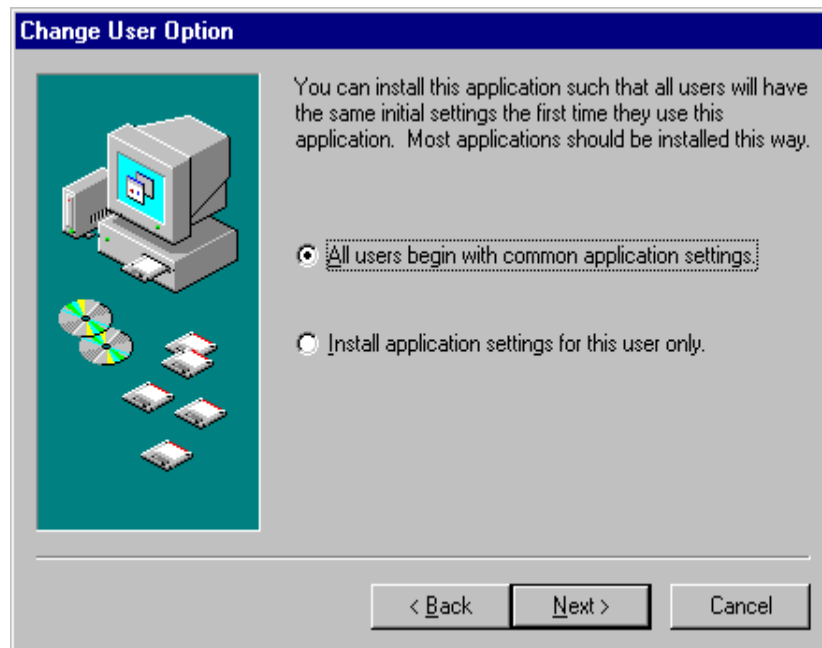 Change User Option
You can install this application such that all users will have
the same initial settings the first time they use this
application.  Most applications should be installed this way.
All users begin with common application settings.
Install application settings for this user only.
< Back
Next >
Cancel